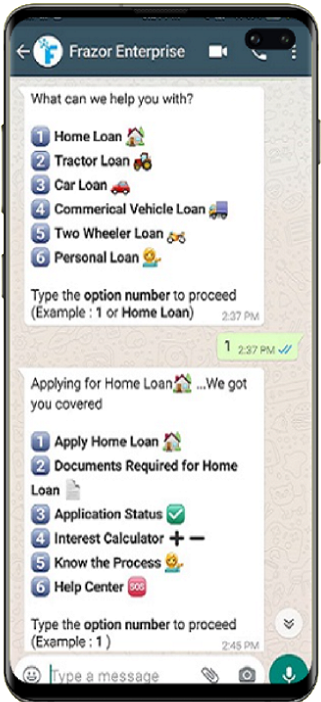 Frazor Enterprise
What can we help you with?
1 Home Loan
2 Tractor Loan
3 Car Loan
4 Commerical Vehicle Loan
5 Two Wheeler Loan
6 Personal Loan
Type the option number to proceed
(Example : 1 or Home Loan)
2:37 PM
1 2:37 PM
Applying for Home Loan ...We got
you covered
1 Apply Home Loan
2 Documents Required for Home
Loan
3 Application Status
4 Interest Calculator
5 Know the Process
6 Help Center SOS
Type the option number to proceed
(Example : 1 )
2:45 PM
Type a message